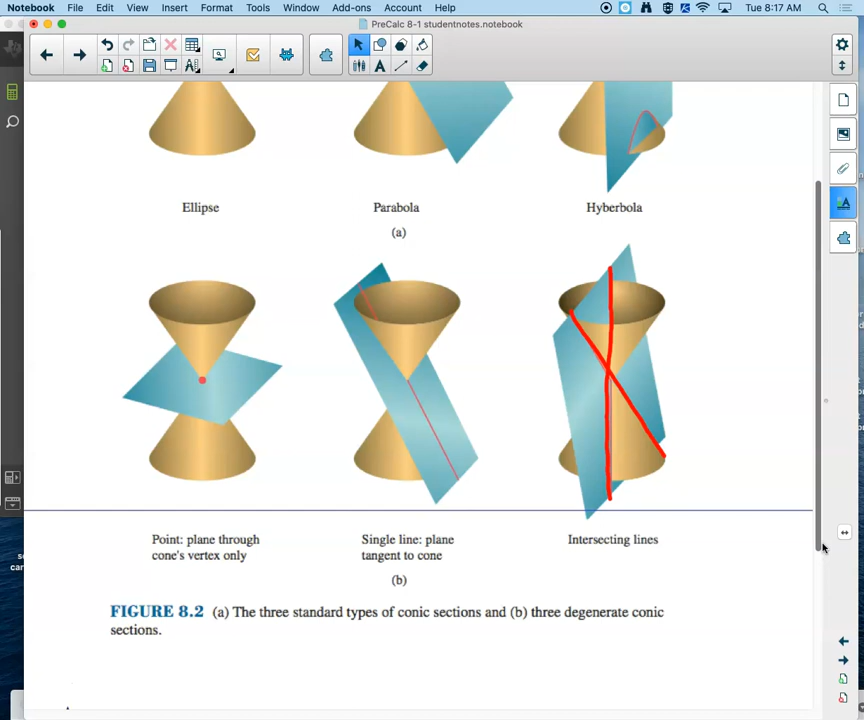 Notebook File Edit View Insert Format Tools Window Add-ons Account Help Tue 8:17 AM
PreCalc 8-1 studentnotes.notebook
Ellipse Parabola Hyberbola
(a)
Point: plane through Single line: plane Intersecting lines
cone's vertex only tangent to cone
(b)
FIGURE 8.2 (a) The three standard types of conic sections and (b) three degenerate conic
sections.